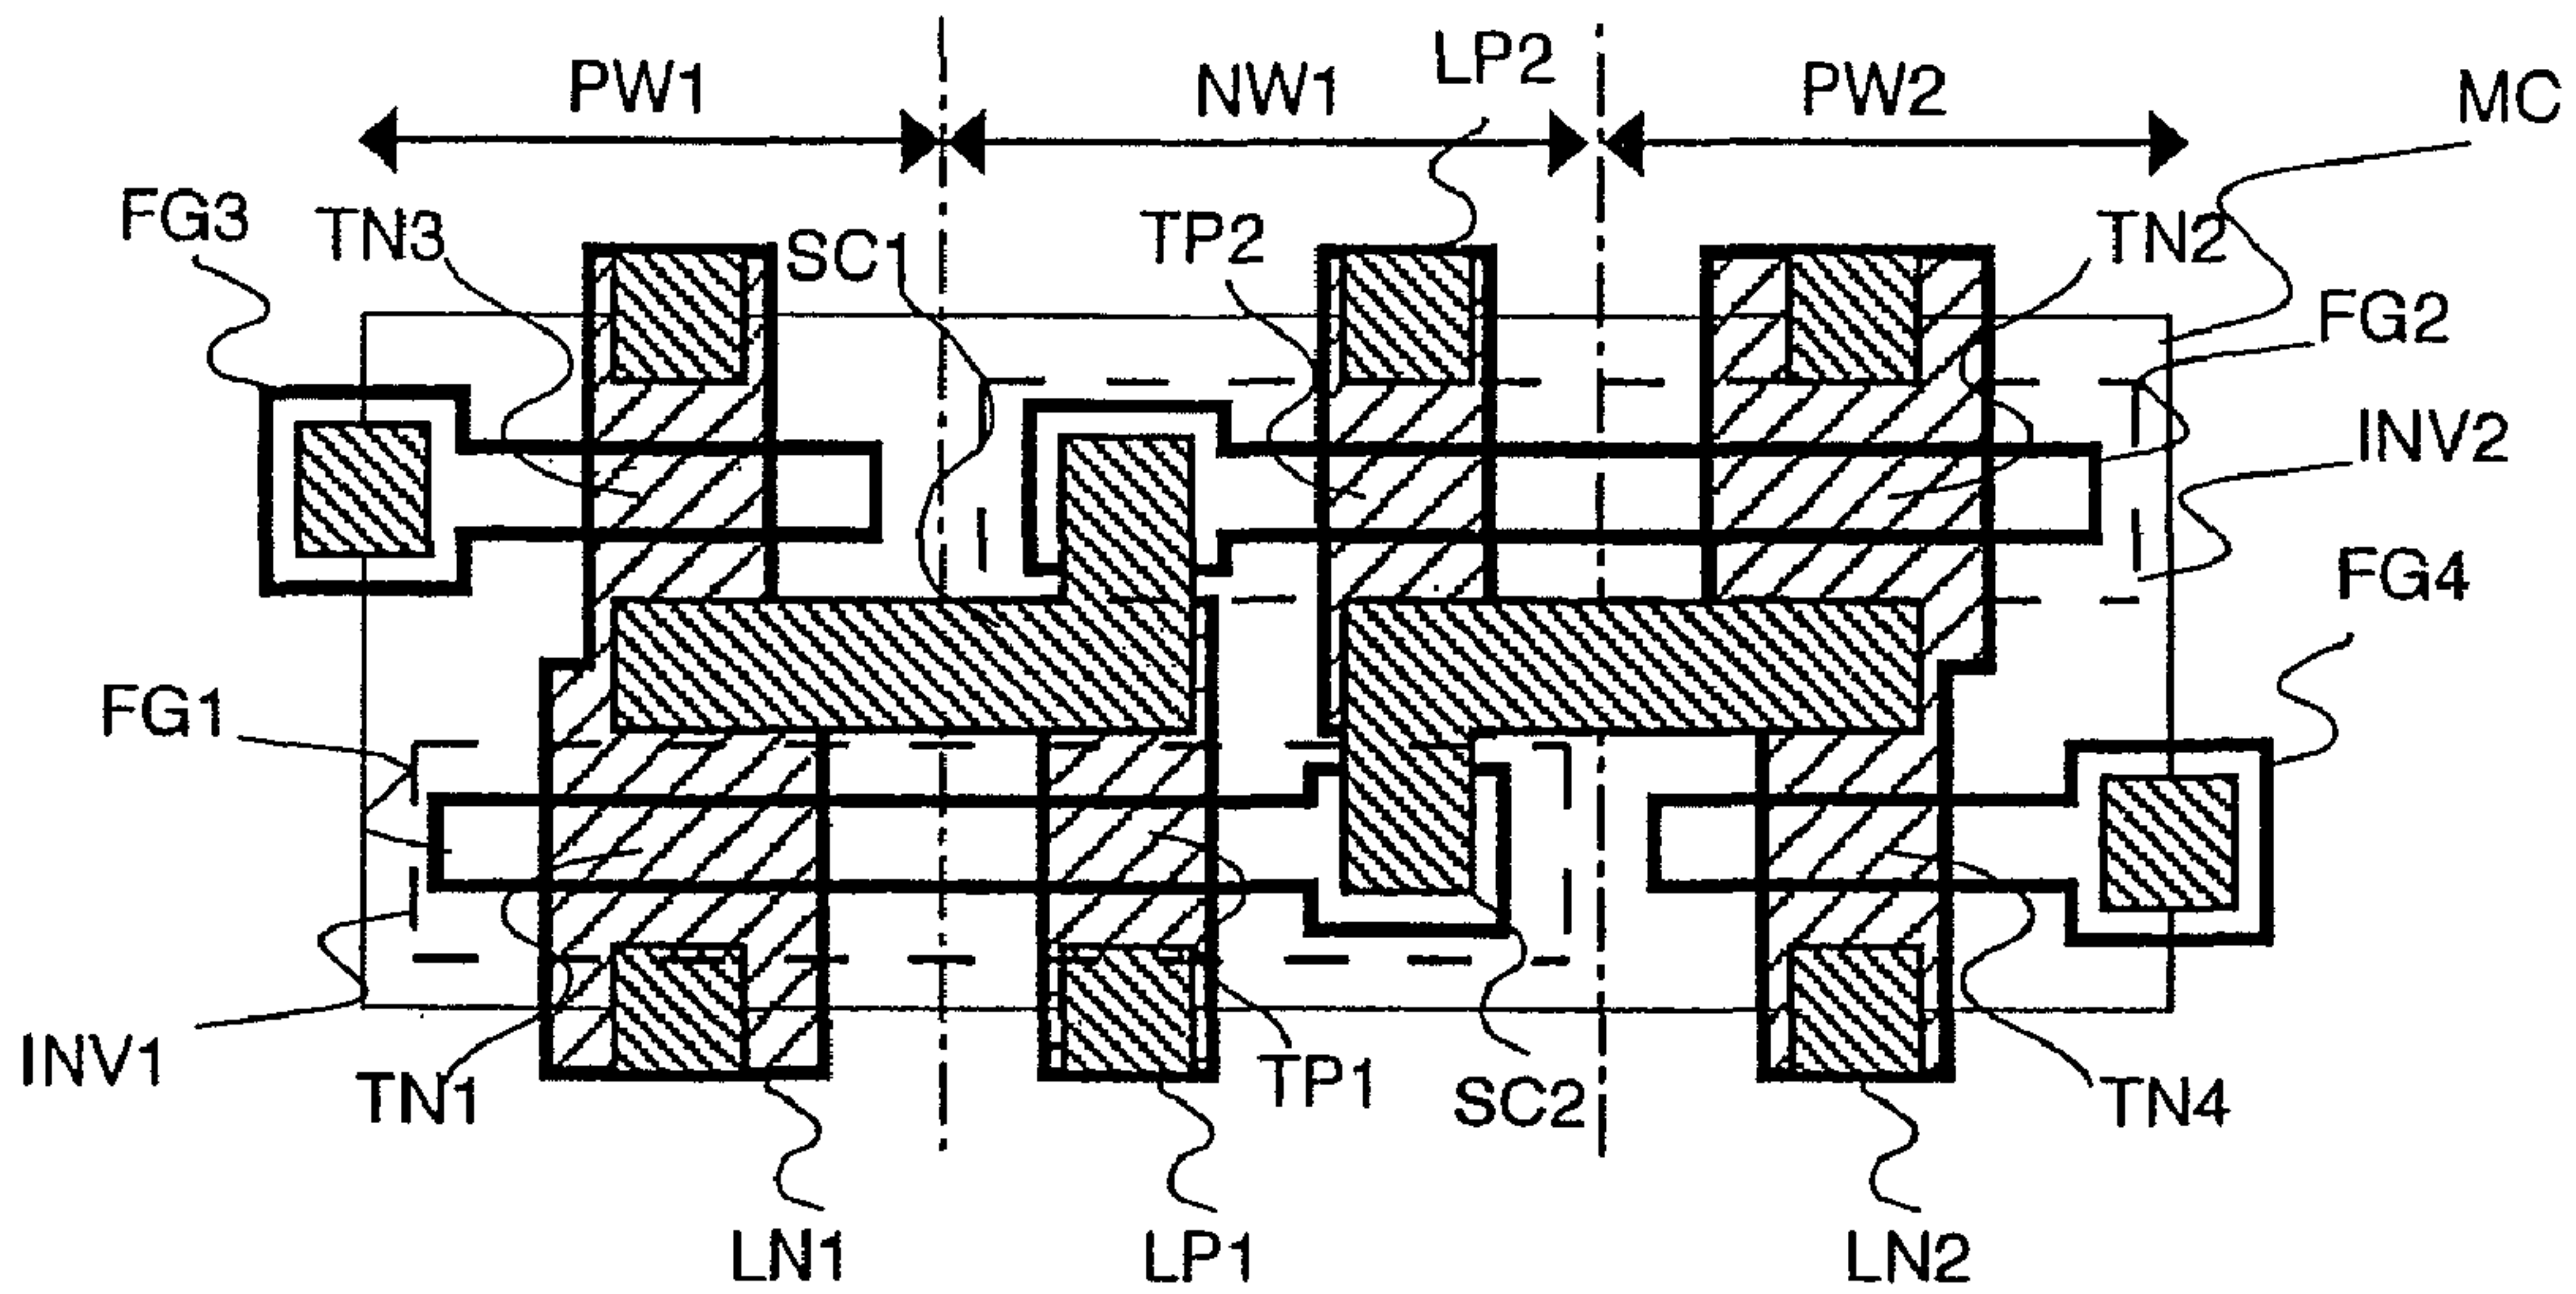 LP2
PW1
NW1
PW2
MC
FG3
TN3
SC1
TP2
TN2
FG2
INV2
FG4
FG1
INV1
TN1
TP1
SC2
TN4
LN1
LP1
LN2